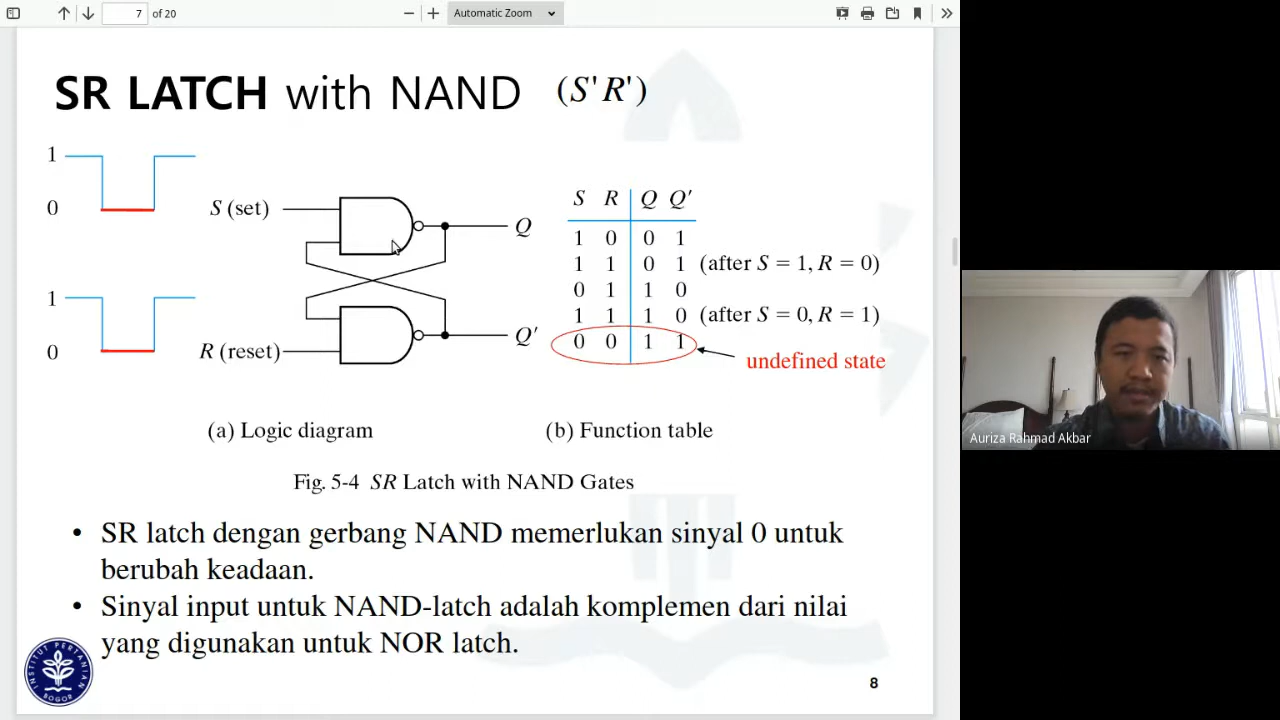 7 of 20
Automatic Zoom
SR LATCH with NAND (S'R')
1
0
S (set)
Q
1
0
R (reset)
Q'
S R Q Q'
1 0 0 1
1 1 0 1 (after S = 1, R = 0)
0 1 1 0
1 1 1 0 (after S = 0, R = 1)
0 0 1 1
undefined state
(a) Logic diagram
(b) Function table
Fig. 5-4 SR Latch with NAND Gates
• SR latch dengan gerbang NAND memerlukan sinyal 0 untuk
berubah keadaan.
• Sinyal input untuk NAND-latch adalah komplemen dari nilai
yang digunakan untuk NOR latch.
INSTITUT PERTANIAN
BOGOR
8
Auriza Rahmad Akbar